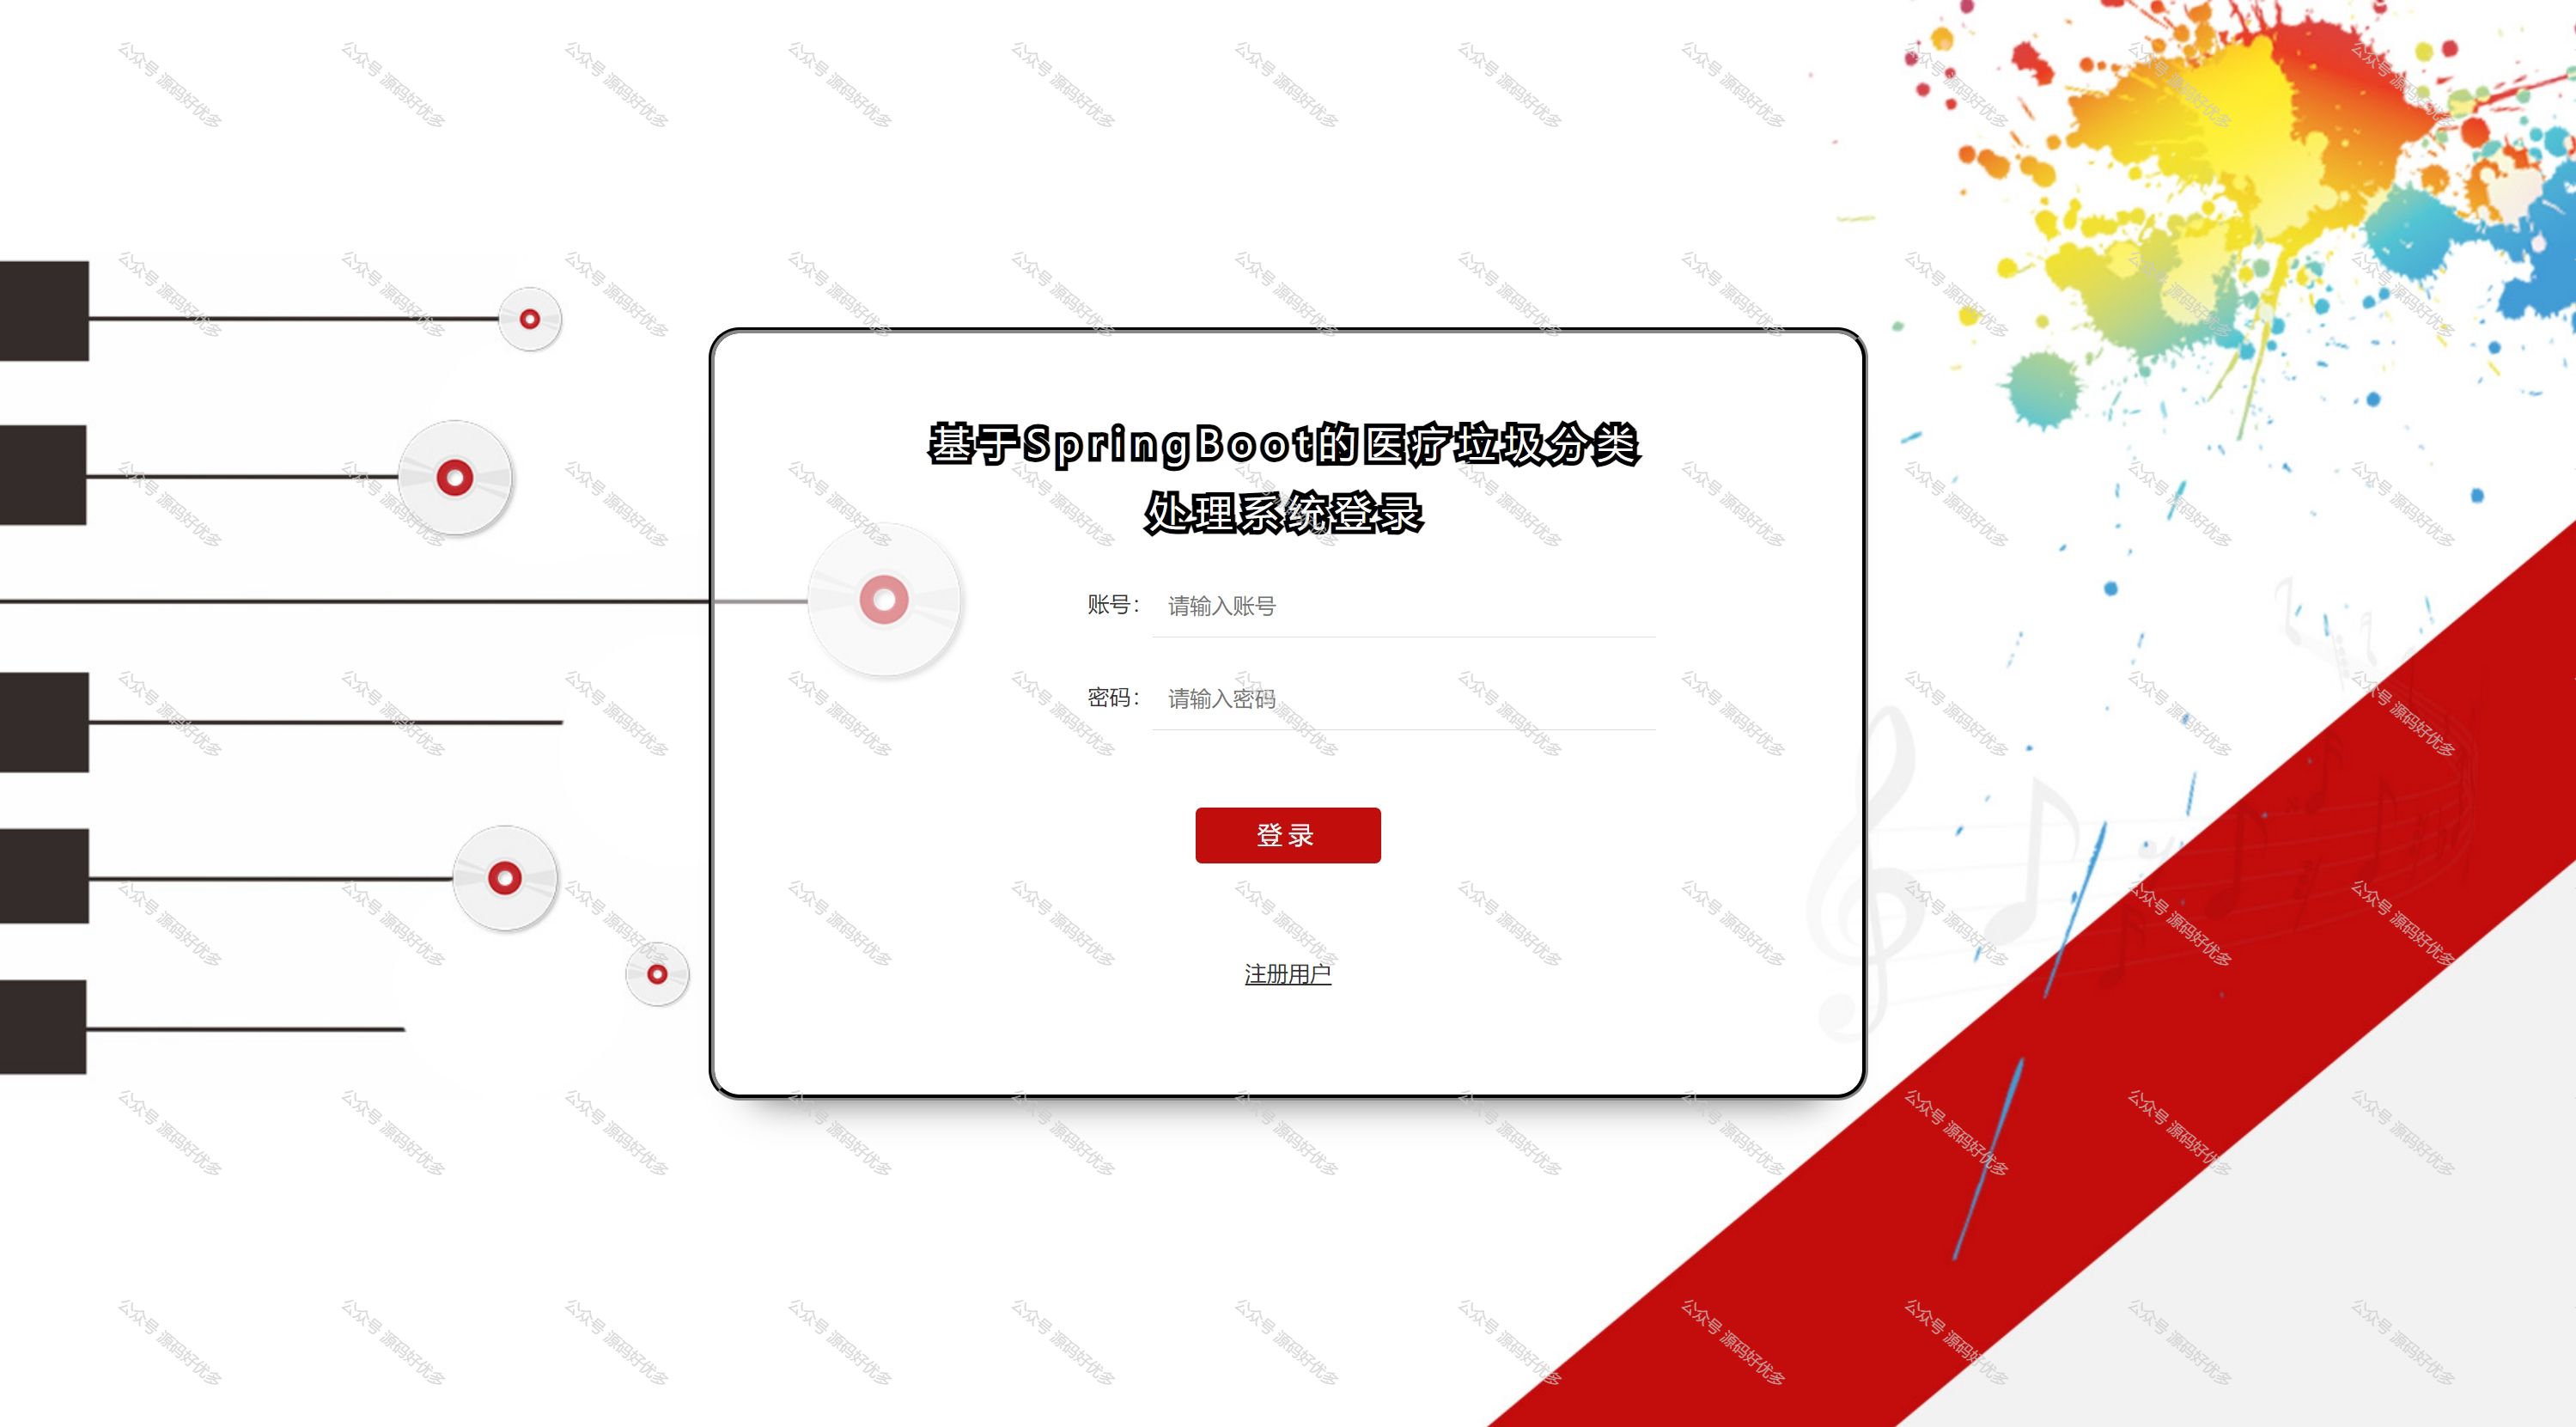 基于SpringBoot的医疗垃圾分类
处理系统登录
账号： 请输入账号
密码： 请输入密码
登录
注册用户
公众号 源码好优多